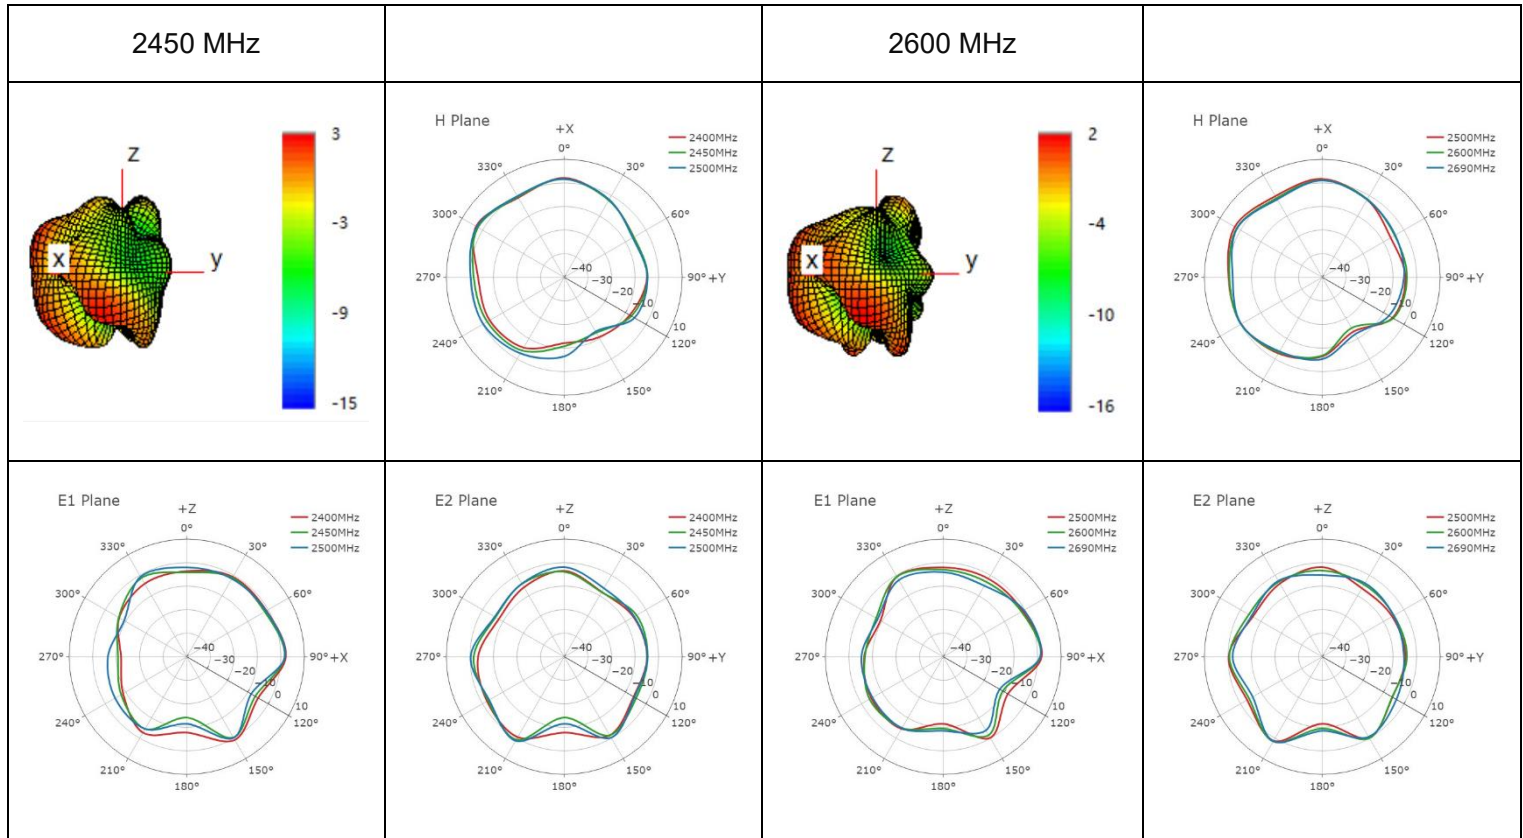 2450 MHz
2600 MHz
z
x
y
3
-3
-9
-15
H Plane
+X
0°
2400MHz
2450MHz
2500MHz
330°
30°
300°
60°
270°
90°+Y
−40
−30
−20
−10
0
10
240°
120°
210°
150°
180°
z
x
y
2
-4
-10
-16
H Plane
+X
0°
2500MHz
2600MHz
2690MHz
330°
30°
300°
60°
270°
90°+Y
−40
−30
−20
−10
0
10
240°
120°
210°
150°
180°
E1 Plane
+Z
0°
2400MHz
2450MHz
2500MHz
330°
30°
300°
60°
270°
90°+X
−40
−30
−20
−10
0
10
240°
120°
210°
150°
180°
E2 Plane
+Z
0°
2400MHz
2450MHz
2500MHz
330°
30°
300°
60°
270°
90°+Y
−40
−30
−20
−10
0
10
240°
120°
210°
150°
180°
E1 Plane
+Z
0°
2500MHz
2600MHz
2690MHz
330°
30°
300°
60°
270°
90°+X
−40
−30
−20
−10
0
10
240°
120°
210°
150°
180°
E2 Plane
+Z
0°
2500MHz
2600MHz
2690MHz
330°
30°
300°
60°
270°
90°+Y
−40
−30
−20
−10
0
10
240°
120°
210°
150°
180°